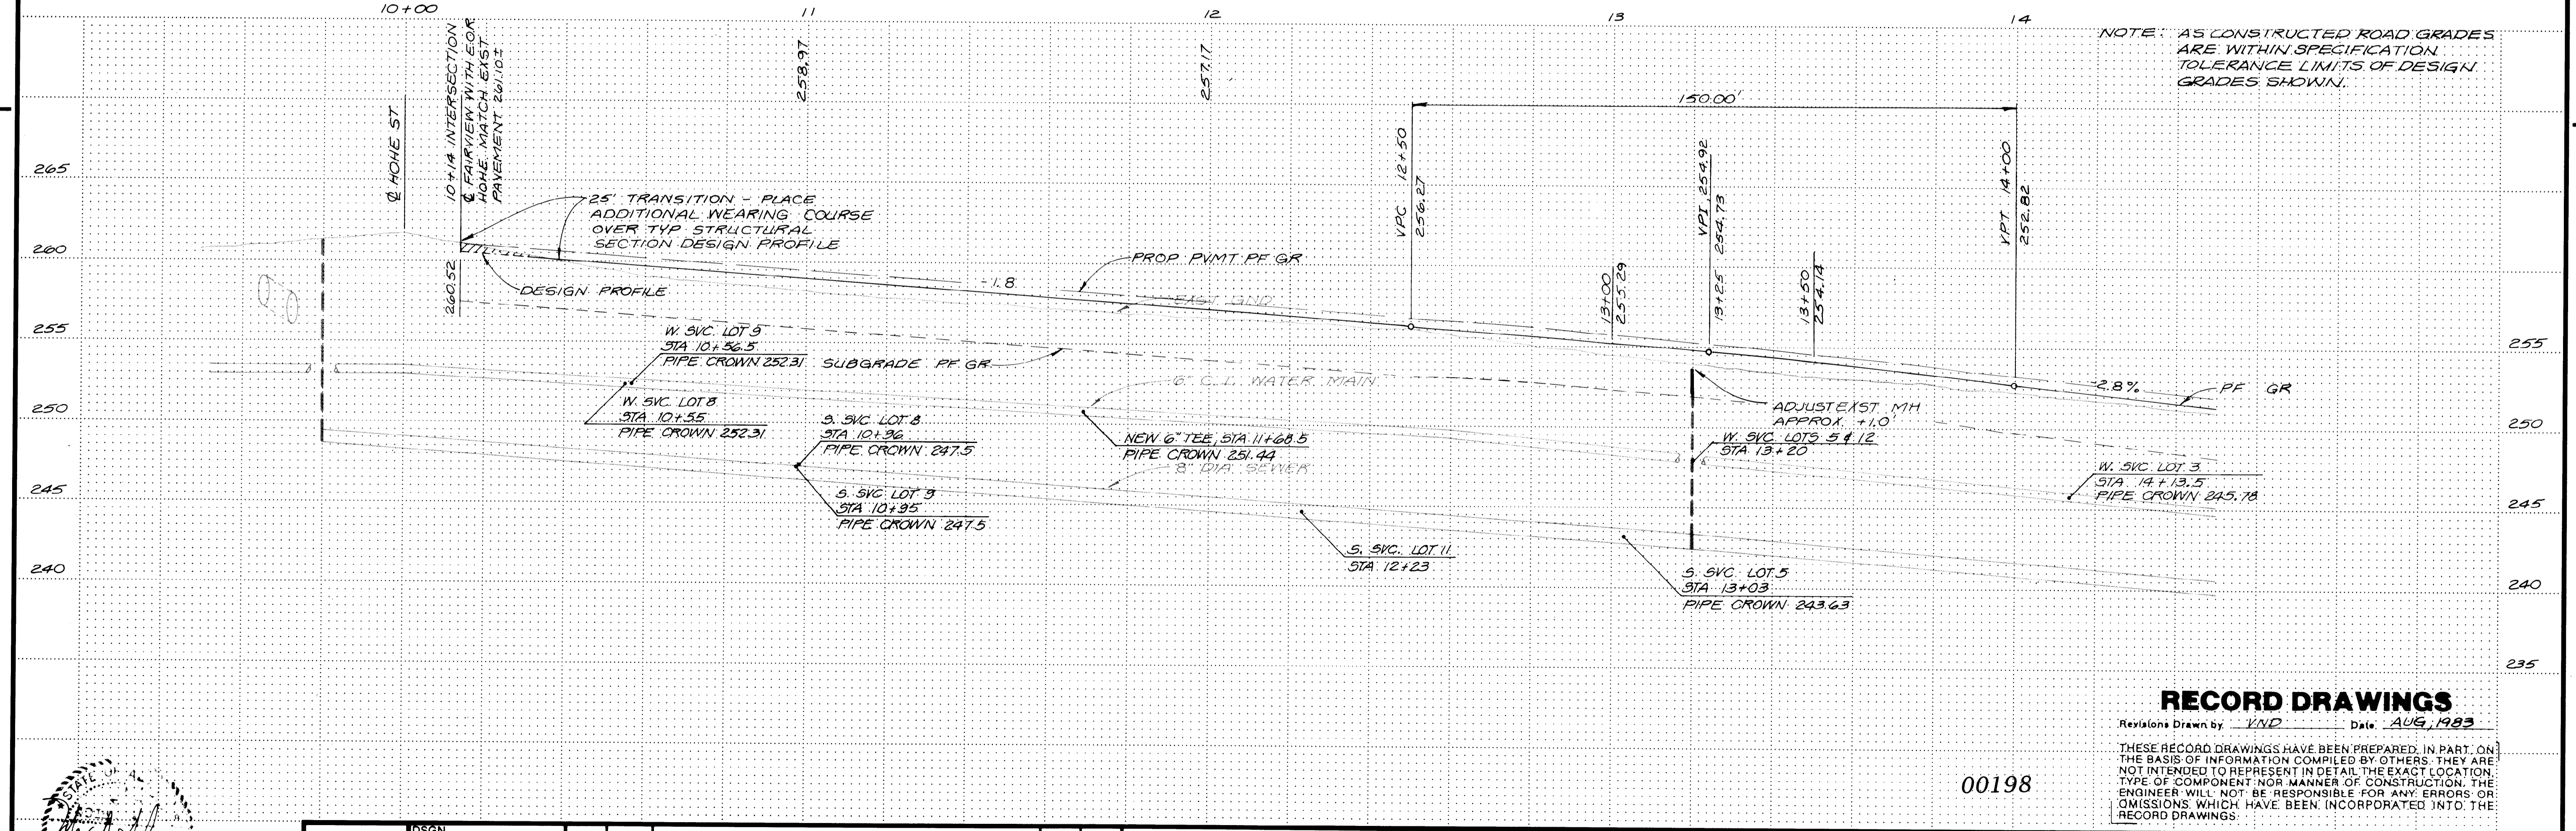 10+00
11
12
13
14
NOTE: AS CONSTRUCTED ROAD GRADES
ARE WITHIN SPECIFICATION
TOLERANCE LIMITS OF DESIGN
GRADES SHOWN.
℄ HOHE ST
10+14 INTERSECTION
℄ FAIRVIEW WITH EOR
HOHE. MATCH EXIST.
PAVEMENT 261.10±
258.97
257.17
150.00'
VPC 12+50
256.27
VPI 254.92
13+25 254.73
VPT 14+00
252.82
13+00
255.29
13+50
254.14
265
260
255
250
245
240
255
250
245
240
235
25' TRANSITION - PLACE
ADDITIONAL WEARING COURSE
OVER TYP STRUCTURAL
SECTION DESIGN PROFILE
260.52
DESIGN PROFILE
-1.8
PROP PVMT PF GR
EXIST GND
W. SVC. LOT 9
STA 10+56.5
PIPE CROWN 252.31
SUBGRADE PF GR
W. SVC. LOT 8
STA 10+55
PIPE CROWN 252.31
S. SVC LOT 8
STA 10+96
PIPE CROWN 247.5
6" C.I. WATER MAIN
NEW 6" TEE, STA 11+68.5
PIPE CROWN 251.44
8" DIA SEWER
S. SVC LOT 9
STA 10+95
PIPE CROWN 247.5
S. SVC. LOT 11
STA 12+23
S. SVC LOT 5
STA 13+03
PIPE CROWN 243.63
ADJUST EXST MH
APPROX. +1.0'
W. SVC LOTS 5 & 12
STA 13+20
-2.8%
PF GR
W. SVC LOT 3
STA 14+13.5
PIPE CROWN 245.78
RECORD DRAWINGS
Revisions Drawn by VND Date AUG, 1983
THESE RECORD DRAWINGS HAVE BEEN PREPARED, IN PART, ON
THE BASIS OF INFORMATION COMPILED BY OTHERS. THEY ARE
NOT INTENDED TO REPRESENT IN DETAIL THE EXACT LOCATION,
TYPE OF COMPONENT NOR MANNER OF CONSTRUCTION. THE
ENGINEER WILL NOT BE RESPONSIBLE FOR ANY ERRORS OR
OMISSIONS WHICH HAVE BEEN INCORPORATED INTO THE
RECORD DRAWINGS.
00198
STATE OF
DSGN